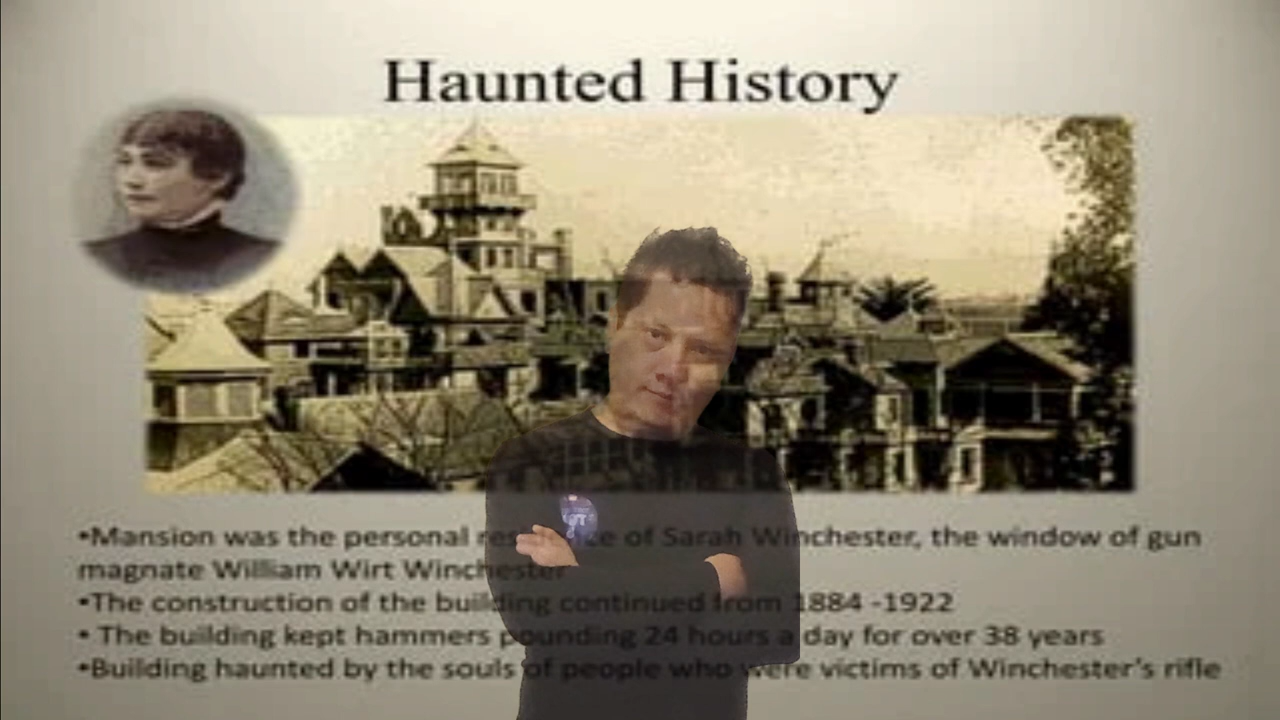 Haunted History
•Mansion was the personal residence of Sarah Winchester, the window of gun
magnate William Wirt Winchester
•The construction of the building continued from 1884 -1922
• The building kept hammers pounding 24 hours a day for over 38 years
•Building haunted by the souls of people who were victims of Winchester's rifle